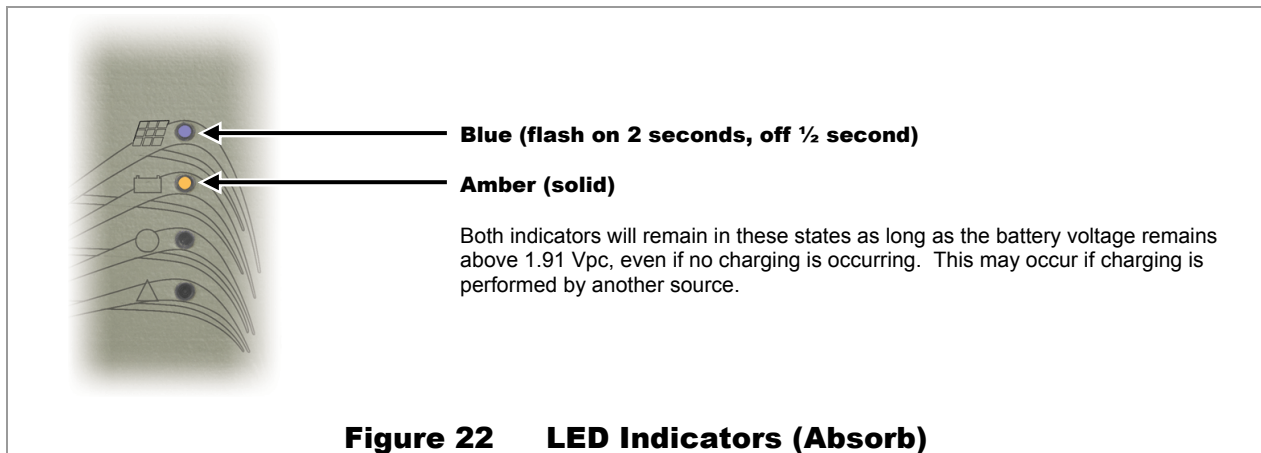 Blue (flash on 2 seconds, off ½ second)
Amber (solid)
Both indicators will remain in these states as long as the battery voltage remains
above 1.91 Vpc, even if no charging is occurring.  This may occur if charging is
performed by another source.
Figure 22 LED Indicators (Absorb)